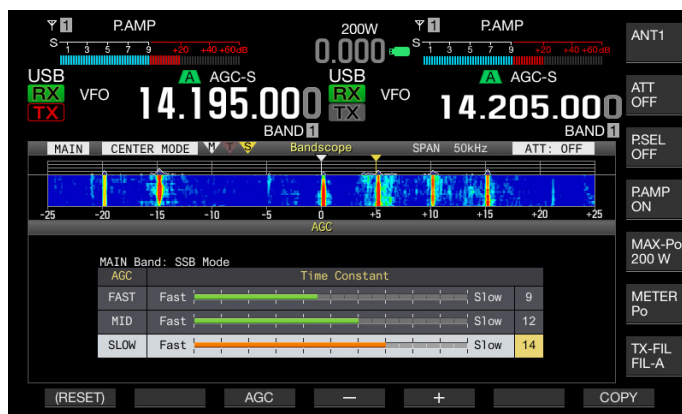 1 P.AMP 200W 1 P.AMP ANT1
S 1 3 5 7 9 +20 +40 +60dB 0.000 S 1 3 5 7 9 +20 +40 +60dB
USB A AGC-S USB A AGC-S ATT OFF
RX VFO 14.195.000 RX VFO 14.205.000
TX TX
BAND 1 BAND 1
P.SEL OFF
MAIN CENTER MODE M T S Bandscope SPAN 50kHz ATT: OFF
P.AMP ON
-25 -20 -15 -10 -5 0 +5 +10 +15 +20 +25
AGC
MAX-Po 200 W
MAIN Band: SSB Mode
AGC Time Constant
FAST Fast Slow 9
METER Po
MID Fast Slow 12
SLOW Fast Slow 14
TX-FIL FIL-A
(RESET) AGC — + COPY